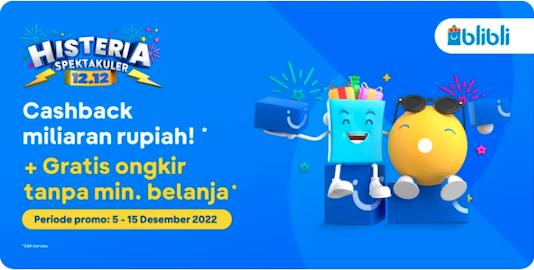 HISTERIA
SPEKTAKULER
12.12
blibli
Cashback
miliaran rupiah! *
+ Gratis ongkir
tanpa min. belanja*
Periode promo: 5 - 15 Desember 2022
*S&K berlaku